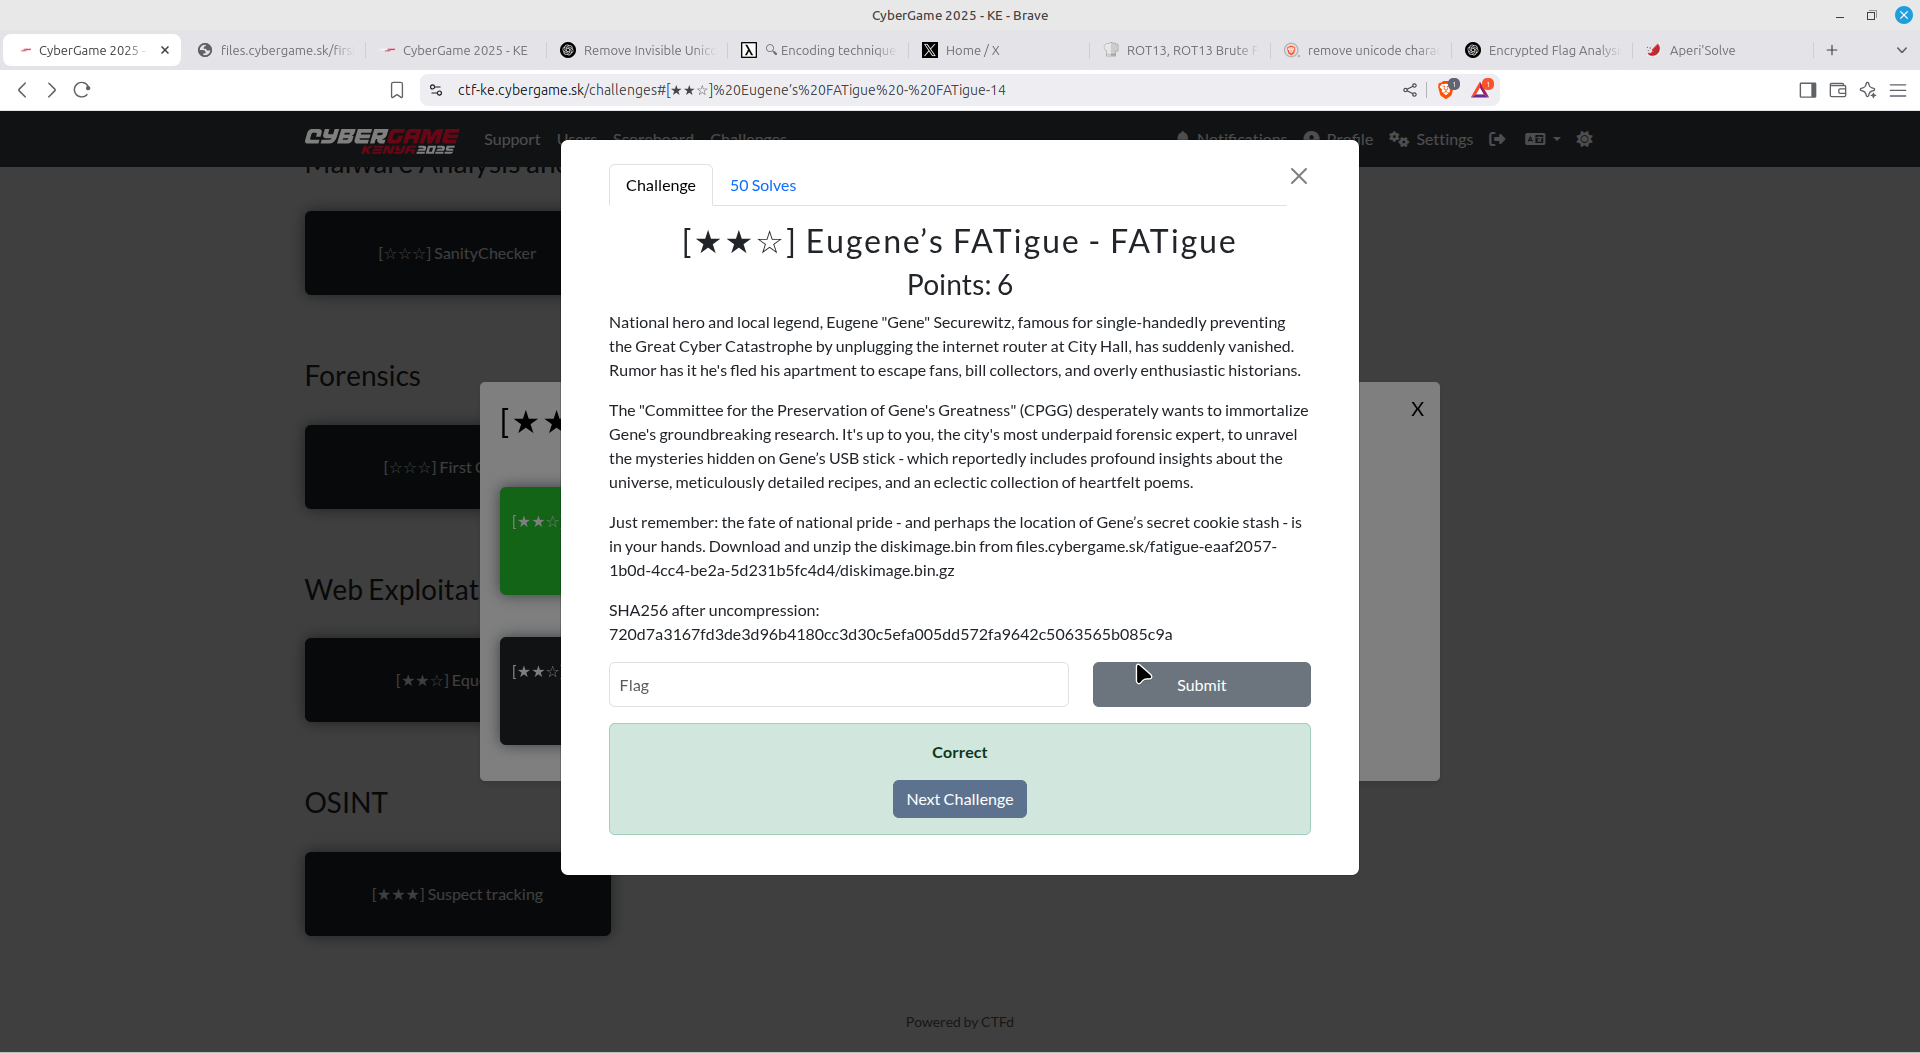 CyberGame 2025 - KE - Brave
CyberGame 2025 -
files.cybergame.sk/firs
CyberGame 2025 - KE
Remove Invisible Unico
🔍 Encoding technique
Home / X
ROT13, ROT13 Brute F
remove unicode chara
Encrypted Flag Analys
Aperi'Solve
ctf-ke.cybergame.sk/challenges#[★★☆]%20Eugene’s%20FATigue%20-%20FATigue-14
CYBERGAME
KENYA 2025
Support Users Scoreboard Challenges
Notifications Profile Settings
Malware Analysis and
[☆☆☆] SanityChecker
Forensics
[☆☆☆] First
Web Exploitat
[★★☆] Equ
OSINT
[★★★] Suspect tracking
[★★
[★★☆
[★★☆
X
Challenge
50 Solves
[★★☆] Eugene’s FATigue - FATigue
Points: 6
National hero and local legend, Eugene "Gene" Securewitz, famous for single-handedly preventing
the Great Cyber Catastrophe by unplugging the internet router at City Hall, has suddenly vanished.
Rumor has it he's fled his apartment to escape fans, bill collectors, and overly enthusiastic historians.
The "Committee for the Preservation of Gene's Greatness" (CPGG) desperately wants to immortalize
Gene's groundbreaking research. It's up to you, the city's most underpaid forensic expert, to unravel
the mysteries hidden on Gene’s USB stick - which reportedly includes profound insights about the
universe, meticulously detailed recipes, and an eclectic collection of heartfelt poems.
Just remember: the fate of national pride - and perhaps the location of Gene’s secret cookie stash - is
in your hands. Download and unzip the diskimage.bin from files.cybergame.sk/fatigue-eaaf2057-
1b0d-4cc4-be2a-5d231b5fc4d4/diskimage.bin.gz
SHA256 after uncompression:
720d7a3167fd3de3d96b4180cc3d30c5efa005dd572fa9642c5063565b085c9a
Flag
Submit
Correct
Next Challenge
Powered by CTFd